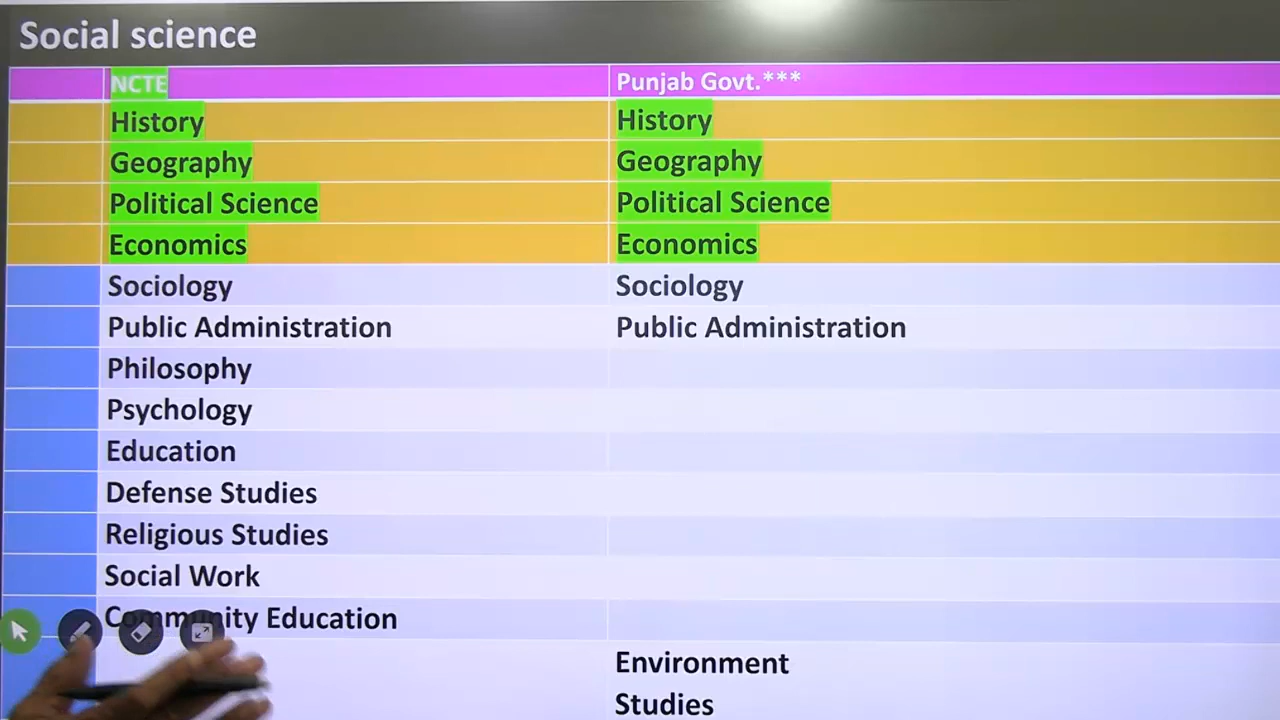 Social science
NCTE Punjab Govt.***
History History
Geography Geography
Political Science Political Science
Economics Economics
Sociology Sociology
Public Administration Public Administration
Philosophy
Psychology
Education
Defense Studies
Religious Studies
Social Work
Community Education
Environment
Studies